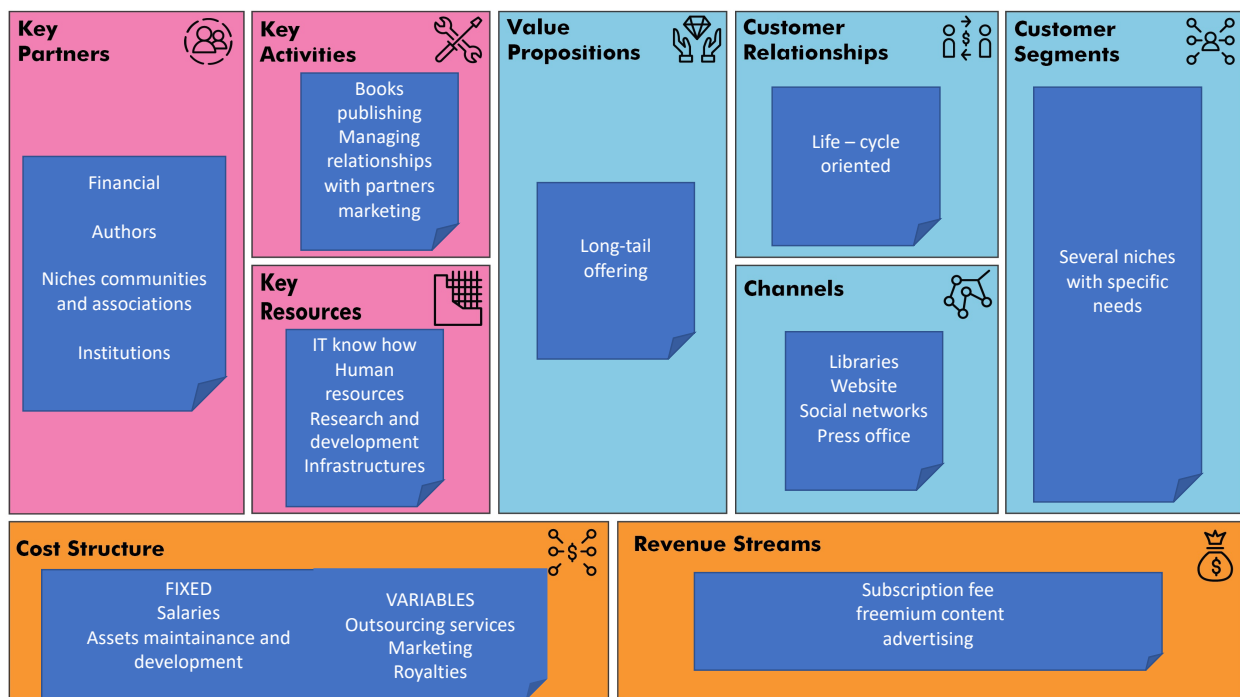 Key
Partners
Financial
Authors
Niches communities
and associations
Institutions
Key
Activities
Books
publishing
Managing
relationships
with partners
marketing
Key
Resources
IT know how
Human
resources
Research and
development
Infrastructures
Value
Propositions
Long-tail
offering
Customer
Relationships
$
Life – cycle
oriented
Channels
Libraries
Website
Social networks
Press office
Customer
Segments
Several niches
with specific
needs
Cost Structure
$
FIXED
Salaries
Assets maintainance and
development
VARIABLES
Outsourcing services
Marketing
Royalties
Revenue Streams
$
Subscription fee
freemium content
advertising